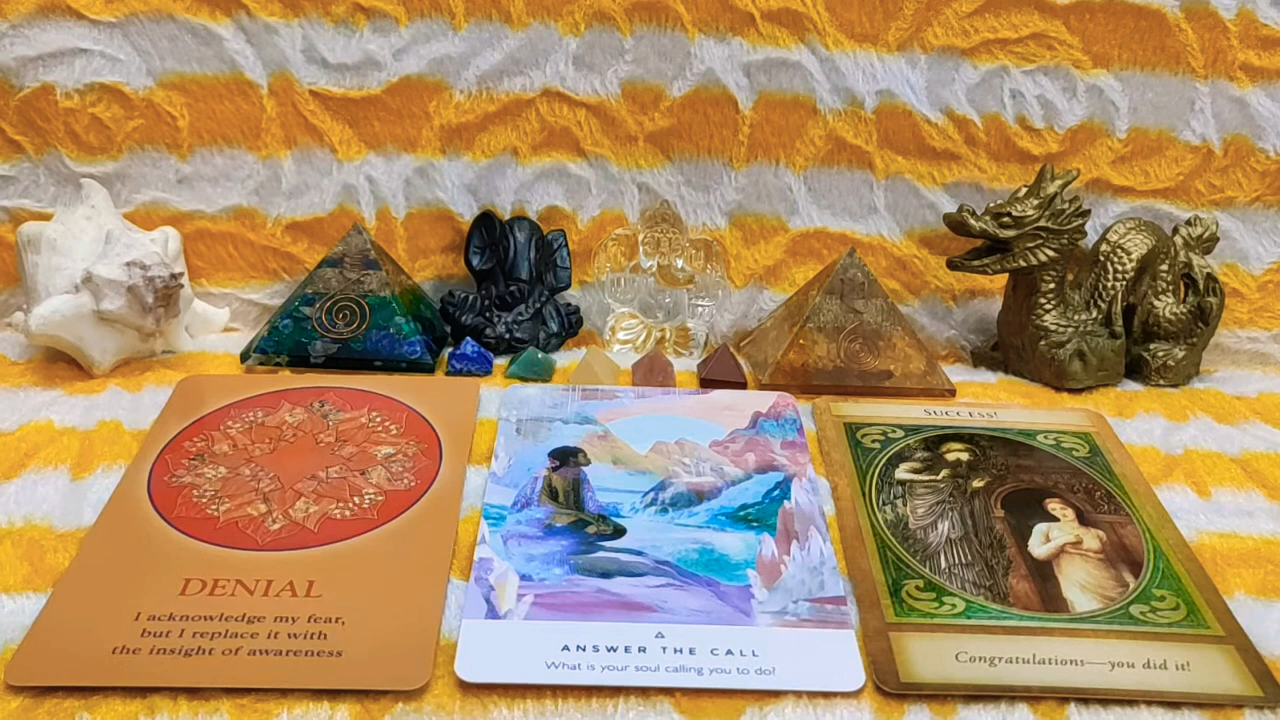 DENIAL
I acknowledge my fear,
but I replace it with
the insight of awareness
ANSWER THE CALL
What is your soul calling you to do?
SUCCESS!
Congratulations—you did it!